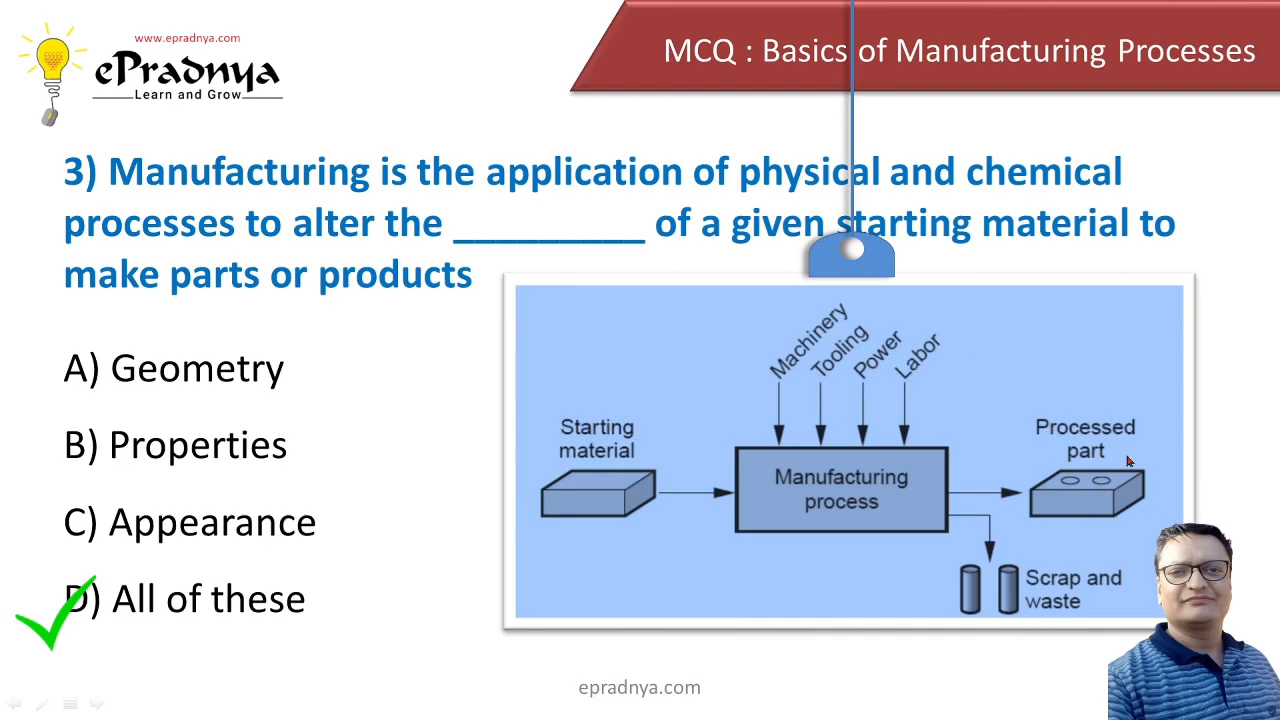 www.epradnya.com
ePradnya
Learn and Grow
MCQ : Basics of Manufacturing Processes
3) Manufacturing is the application of physical and chemical
processes to alter the _________ of a given starting material to
make parts or products
A) Geometry
B) Properties
C) Appearance
D) All of these
Machinery
Tooling
Power
Labor
Starting
material
Manufacturing
process
Processed
part
Scrap and
waste
epradnya.com